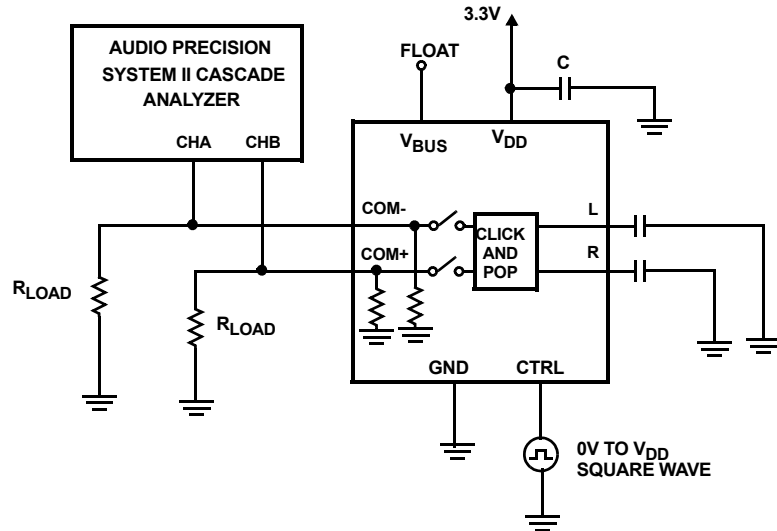 3.3V
AUDIO PRECISION
SYSTEM II CASCADE
ANALYZER
CHA CHB
FLOAT
C
VBUS VDD
COM-
COM+
CLICK
AND
POP
L
R
RLOAD
RLOAD
GND CTRL
0V TO VDD
SQUARE WAVE